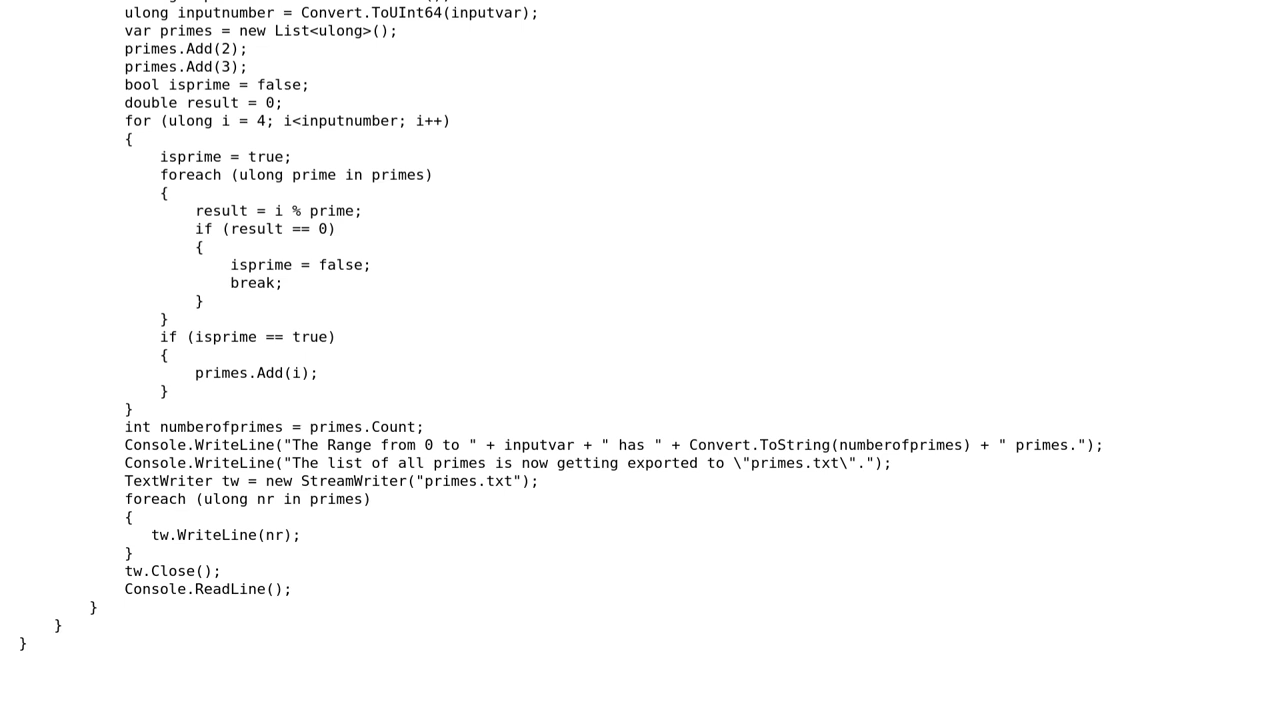 ulong inputnumber = Convert.ToUInt64(inputvar);
var primes = new List<ulong>();
primes.Add(2);
primes.Add(3);
bool isprime = false;
double result = 0;
for (ulong i = 4; i<inputnumber; i++)
{
isprime = true;
foreach (ulong prime in primes)
{
result = i % prime;
if (result == 0)
{
isprime = false;
break;
}
}
if (isprime == true)
{
primes.Add(i);
}
}
int numberofprimes = primes.Count;
Console.WriteLine("The Range from 0 to " + inputvar + " has " + Convert.ToString(numberofprimes) + " primes.");
Console.WriteLine("The list of all primes is now getting exported to \"primes.txt\".");
TextWriter tw = new StreamWriter("primes.txt");
foreach (ulong nr in primes)
{
tw.WriteLine(nr);
}
tw.Close();
Console.ReadLine();
}
}
}